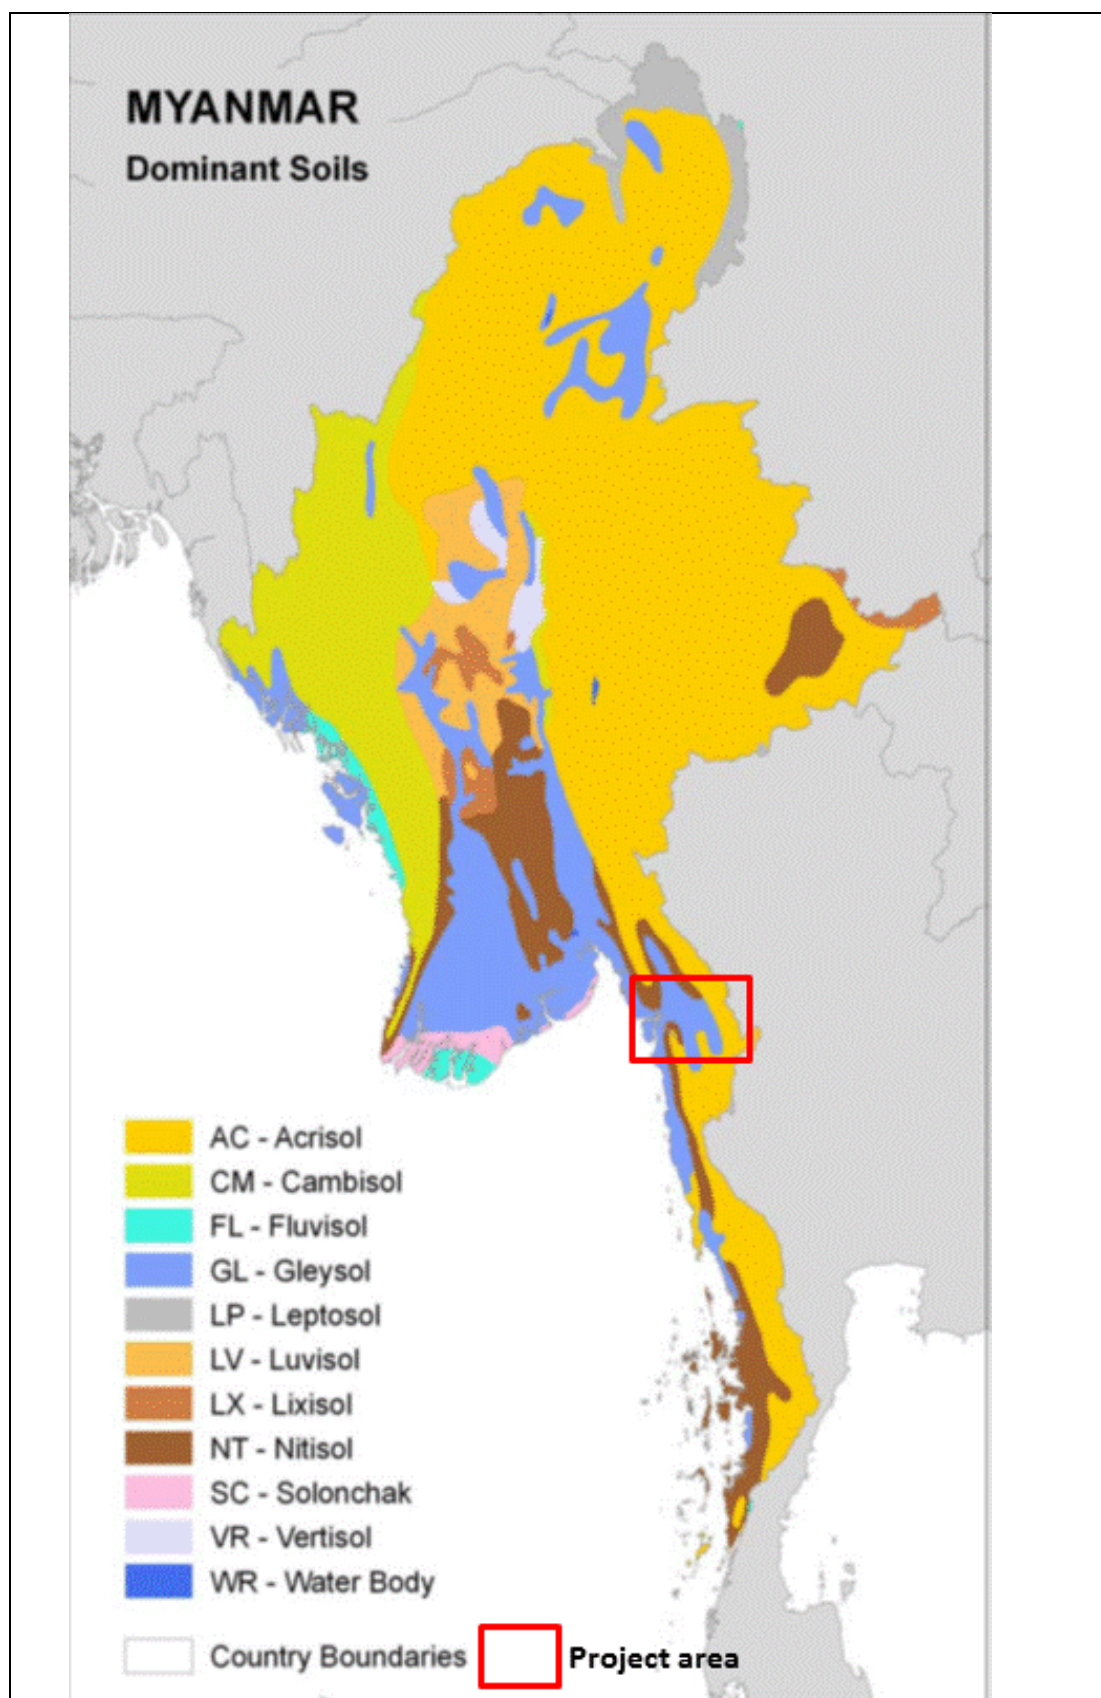 MYANMAR
Dominant Soils
AC - Acrisol
CM - Cambisol
FL - Fluvisol
GL - Gleysol
LP - Leptosol
LV - Luvisol
LX - Lixisol
NT - Nitisol
SC - Solonchak
VR - Vertisol
WR - Water Body
Country Boundaries
Project area